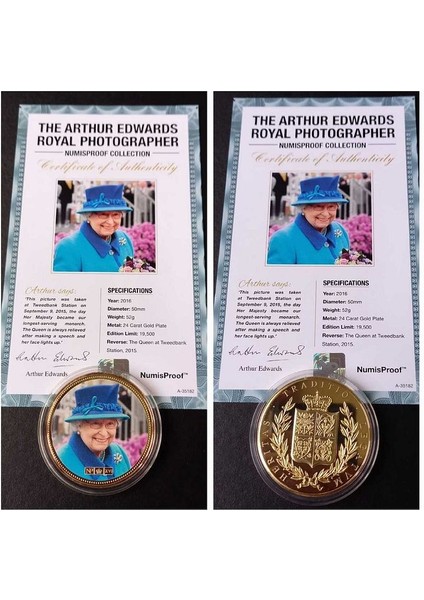 THE ARTHUR EDWARDS
ROYAL PHOTOGRAPHER
NUMISPROOF COLLECTION
Certificate of Authenticity
Arthur says:
"This picture was taken
at Tweedbank Station on
September 9, 2015, the day
Her Majesty became our
longest-serving monarch.
The Queen is always relieved
after making a speech and
her face lights up."
Arthur Edwards
SPECIFICATIONS
Year: 2016
Diameter: 50mm
Weight: 52g
Metal: 24 Carat Gold Plate
Edition Limit: 19,500
Reverse: The Queen at Tweedbank
Station, 2015.
NumisProof™
A-35182
THE ARTHUR EDWARDS
ROYAL PHOTOGRAPHER
NUMISPROOF COLLECTION
Certificate of Authenticity
Arthur says:
"This picture was taken
at Tweedbank Station on
September 9, 2015, the day
Her Majesty became our
longest-serving monarch.
The Queen is always relieved
after making a speech and
her face lights up."
Arthur Edwards
SPECIFICATIONS
Year: 2016
Diameter: 50mm
Weight: 52g
Metal: 24 Carat Gold Plate
Edition Limit: 19,500
Reverse: The Queen at Tweedbank
Station, 2015.
NumisProof™
A-35182
TRADITION